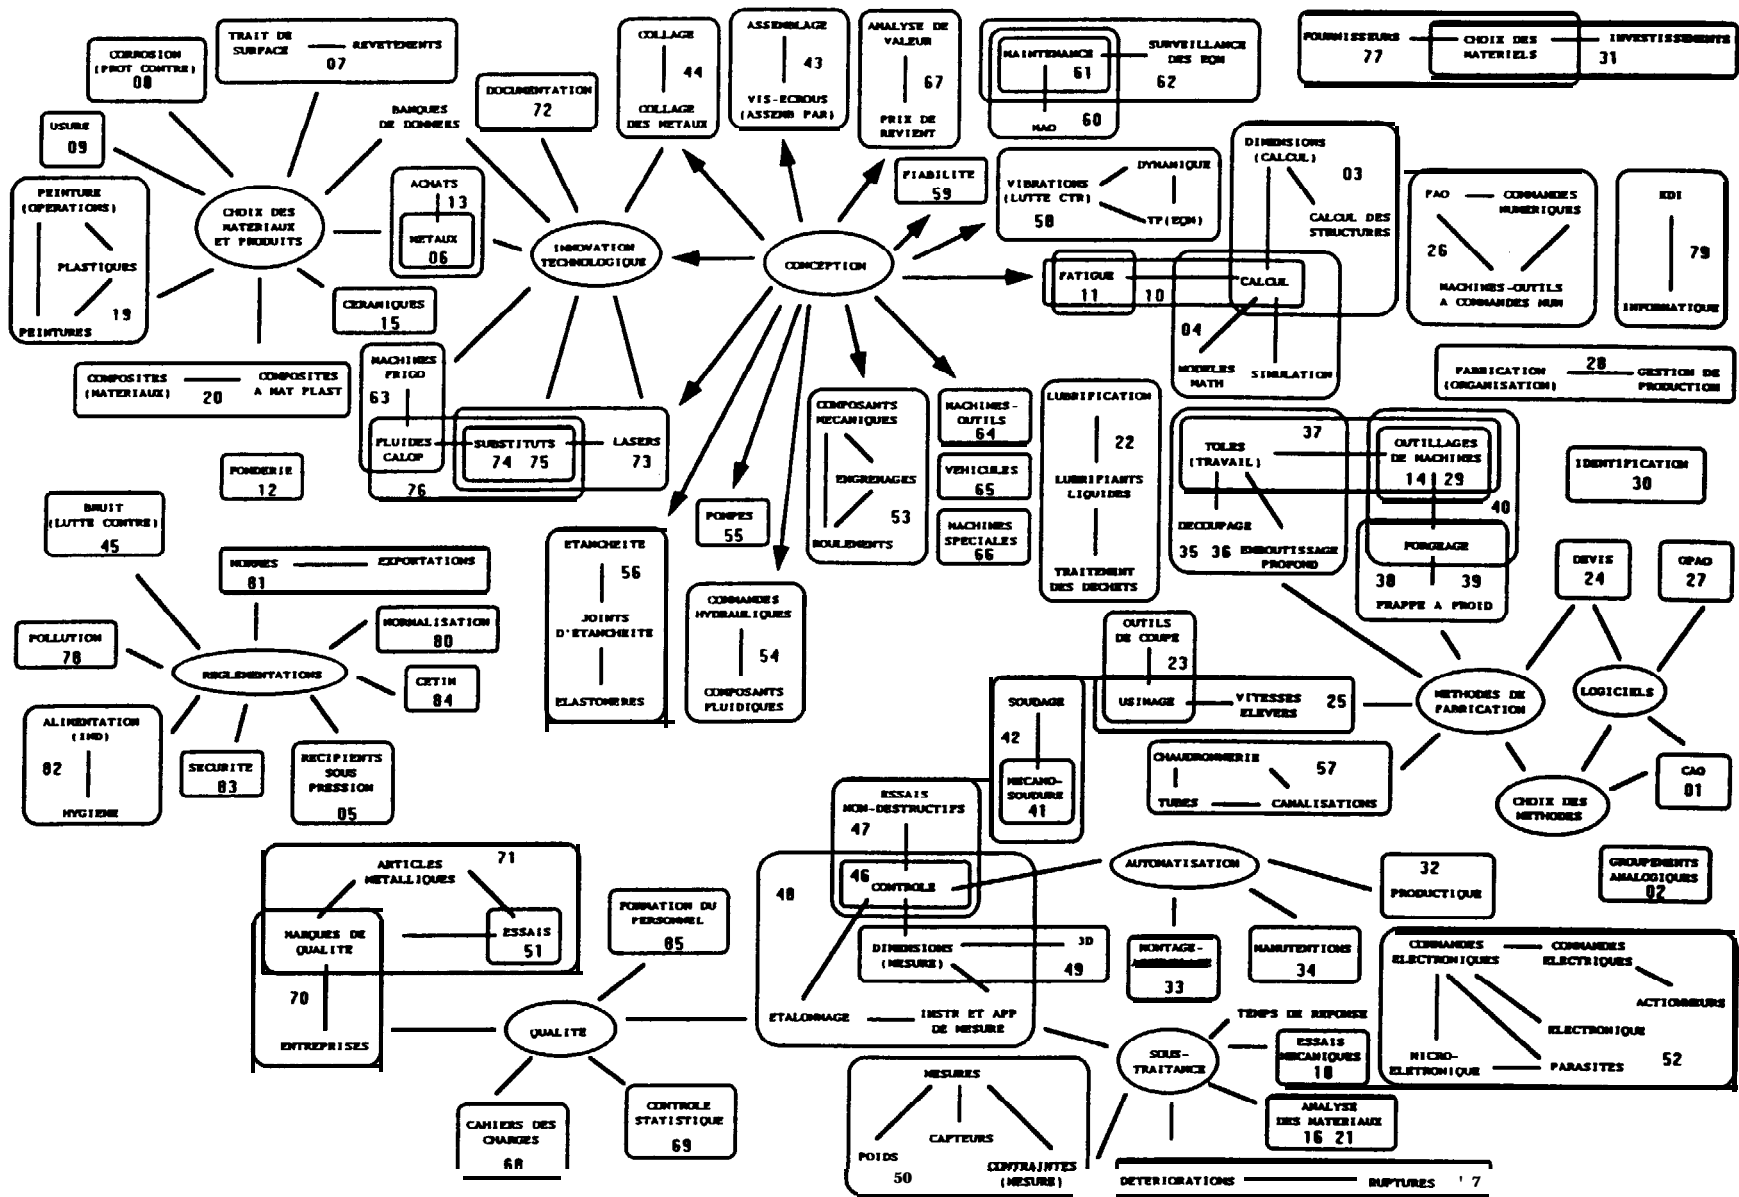 CORROSION
(PROT CONTRE)
08
TRAIT DE
SURFACE
REVETEMENTS
07
USURE
09
BANQUES
DE DONNEES
DOCUMENTATION
72
COLLAGE
44
COLLAGE
DES METAUX
ASSEMBLAGE
43
VIS-ECROUS
(ASSEMB PAR)
ANALYSE DE
VALEUR
67
PRIX DE
REVIENT
MAINTENANCE
61
SURVEILLANCE
DES EQM
62
MAO
60
FOURNISSEURS
77
CHOIX DES
MATERIELS
INVESTISSEMENTS
31
PEINTURE
(OPERATIONS)
PLASTIQUES
19
PEINTURES
CHOIX DES
MATERIAUX
ET PRODUITS
ACHATS
13
METAUX
06
INNOVATION
TECHNOLOGIQUE
CONCEPTION
FIABILITE
59
VIBRATIONS
(LUTTE CTR)
58
DYNAMIQUE
TP(EQM)
DIMENSIONS
(CALCUL)
03
CALCUL DES
STRUCTURES
FATIGUE
11
10
CALCUL
04
MODELES
MATH
SIMULATION
FAO
COMMANDES
NUMERIQUES
26
MACHINES-OUTILS
A COMMANDES NUM
EDI
79
INFORMATIQUE
CERAMIQUES
15
COMPOSITES
(MATERIAUX)
20
COMPOSITES
A MAT PLAST
MACHINES
FRIGO
63
FLUIDES
CALOP
76
SUBSTITUTS
74 75
LASERS
73
FABRICATION
(ORGANISATION)
28
GESTION DE
PRODUCTION
COMPOSANTS
MECANIQUES
ENGRENAGES
53
ROULEMENTS
MACHINES-
OUTILS
64
VEHICULES
65
MACHINES
SPECIALES
66
LUBRIFICATION
22
LUBRIFIANTS
LIQUIDES
TRAITEMENT
DES DECHETS
TOLES
(TRAVAIL)
37
OUTILLAGES
DE MACHINES
14 29
40
DECOUPAGE
35 36
EMBOUTISSAGE
PROFOND
FORGEAGE
38 39
FRAPPE A FROID
IDENTIFICATION
30
FONDERIE
12
BRUIT
(LUTTE CONTRE)
45
NORMES
81
EXPORTATIONS
POMPES
55
ETANCHEITE
56
JOINTS
D'ETANCHEITE
ELASTOMERES
COMMANDES
HYDRAULIQUES
54
COMPOSANTS
FLUIDIQUES
DEVIS
24
GPAO
27
POLLUTION
78
REGLEMENTATIONS
NORMALISATION
80
CETIM
84
ALIMENTATION
(IND)
82
HYGIENE
SECURITE
83
RECIPIENTS
SOUS
PRESSION
05
OUTILS
DE COUPE
23
USINAGE
VITESSES
ELEVEES
25
METHODES DE
FABRICATION
LOGICIELS
SOUDAGE
42
MECANO-
SOUDURE
41
CHAUDRONNERIE
57
TUBES
CANALISATIONS
CHOIX DES
METHODES
CAO
01
GROUPEMENTS
ANALOGIQUES
02
ESSAIS
NON-DESTRUCTIFS
47
46
CONTROLE
48
DIMENSIONS
(MESURE)
3D
49
ETALONNAGE
INSTR ET APP
DE MESURE
AUTOMATISATION
32
PRODUCTIQUE
MONTAGE-
33
MANUTENTIONS
34
ARTICLES
METALLIQUES
71
MARQUES DE
QUALITE
ESSAIS
51
70
ENTREPRISES
FORMATION DU
PERSONNEL
85
QUALITE
CAHIERS DES
CHARGES
68
CONTROLE
STATISTIQUE
69
COMMANDES
ELECTRONIQUES
COMMANDES
ELECTRIQUES
ACTIONNEURS
ELECTRONIQUE
MICRO-
ELETRONIQUE
PARASITES
52
TEMPS DE REPONSE
SOUS-
TRAITANCE
ESSAIS
MECANIQUES
18
ANALYSE
DES MATERIAUX
16 21
MESURES
CAPTEURS
POIDS
50
CONTRAINTES
(MESURE)
DETERIORATIONS
RUPTURES
' 7